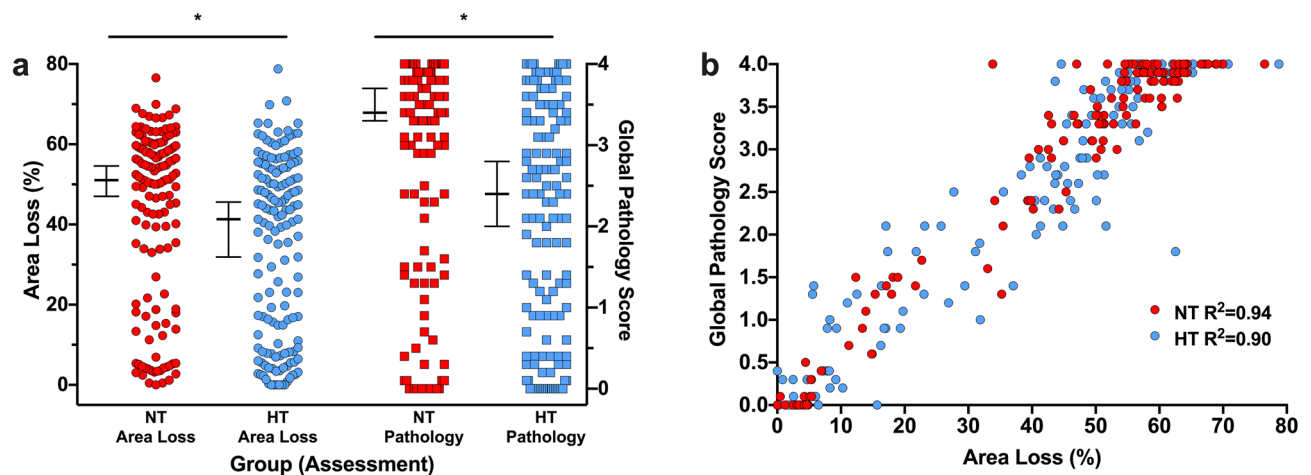 a
*
*
80
60
40
20
0
Area Loss (%)
4
3
2
1
0
Global Pathology Score
NT
Area Loss
HT
Area Loss
NT
Pathology
HT
Pathology
Group (Assessment)
b
4.0
3.5
3.0
2.5
2.0
1.5
1.0
0.5
0.0
Global Pathology Score
NT R²=0.94
HT R²=0.90
0 10 20 30 40 50 60 70 80
Area Loss (%)